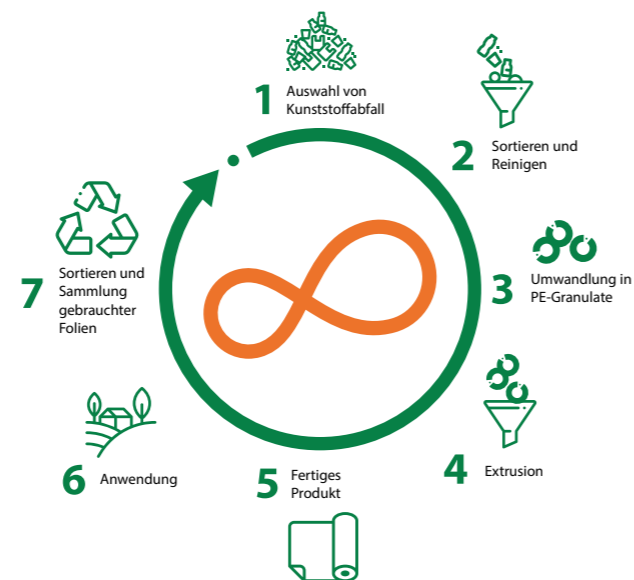 1 Auswahl von
Kunststoffabfall
2 Sortieren und
Reinigen
3 Umwandlung in
PE-Granulate
4 Extrusion
5 Fertiges
Produkt
6 Anwendung
7 Sortieren und
Sammlung
gebrauchter
Folien